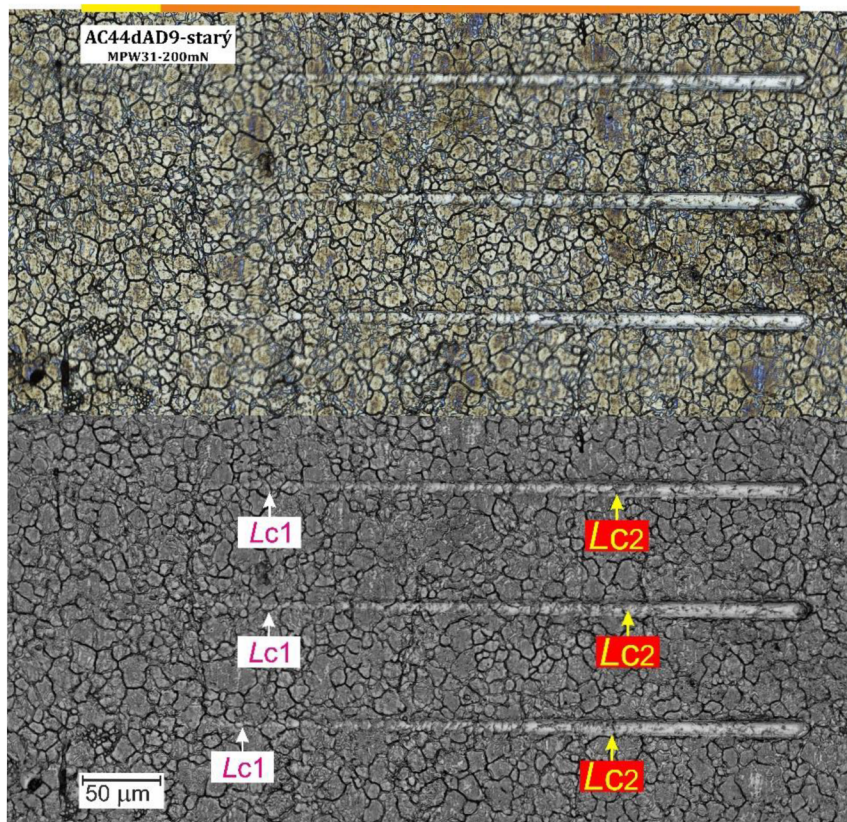 AC44dAD9-starý
MPW31-200mN
Lc1
Lc2
Lc1
Lc2
Lc1
Lc2
50 μm